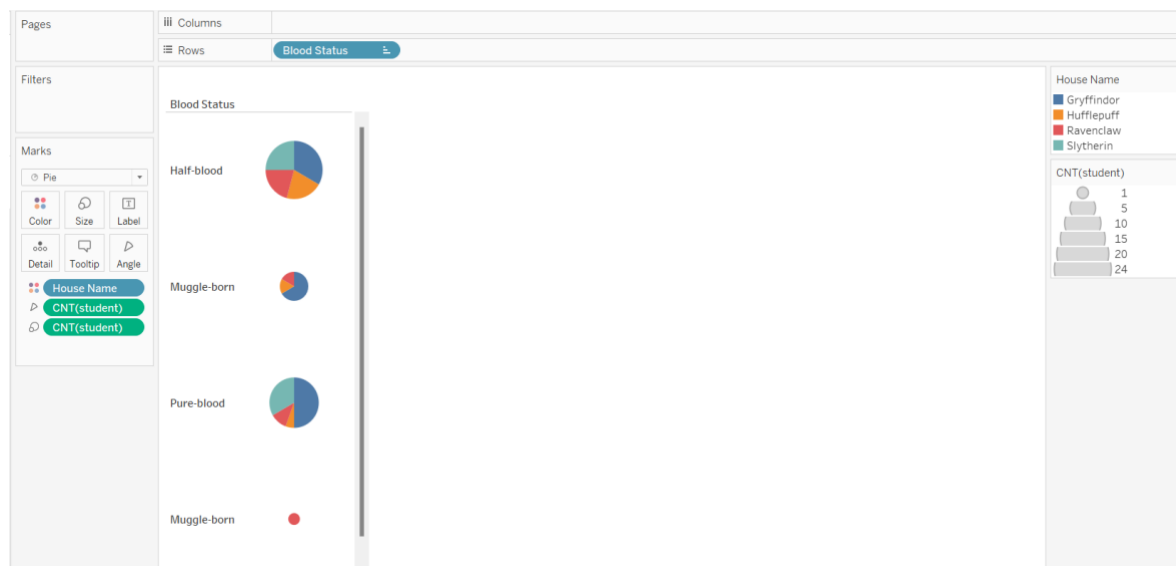 Pages
Columns
Rows
Blood Status
Filters
Marks
Pie
Color Size Label
Detail Tooltip Angle
House Name
CNT(student)
CNT(student)
Blood Status
Half-blood
Muggle-born
Pure-blood
Muggle-born
House Name
Gryffindor
Hufflepuff
Ravenclaw
Slytherin
CNT(student)
1
5
10
15
20
24